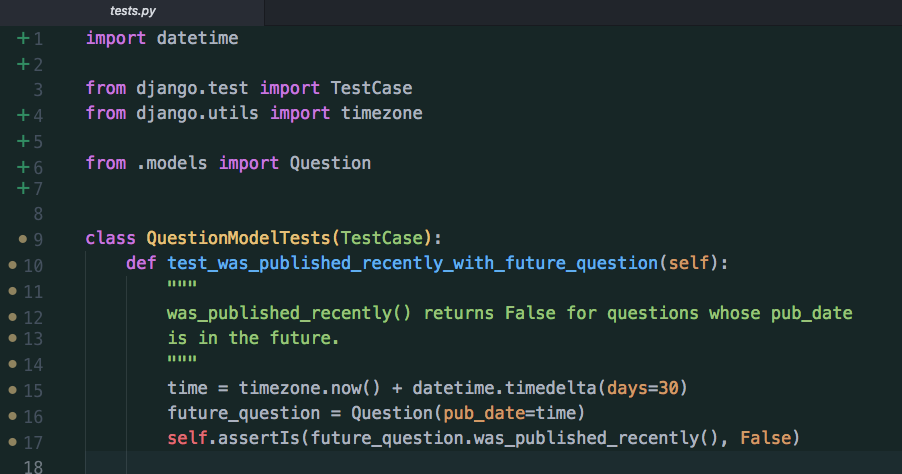 tests.py
+ 1 import datetime
+ 2
3 from django.test import TestCase
+ 4 from django.utils import timezone
+ 5
+ 6 from .models import Question
+ 7
8
9 class QuestionModelTests(TestCase):
10 def test_was_published_recently_with_future_question(self):
11 """
12 was_published_recently() returns False for questions whose pub_date
13 is in the future.
14 """
15 time = timezone.now() + datetime.timedelta(days=30)
16 future_question = Question(pub_date=time)
17 self.assertIs(future_question.was_published_recently(), False)
18